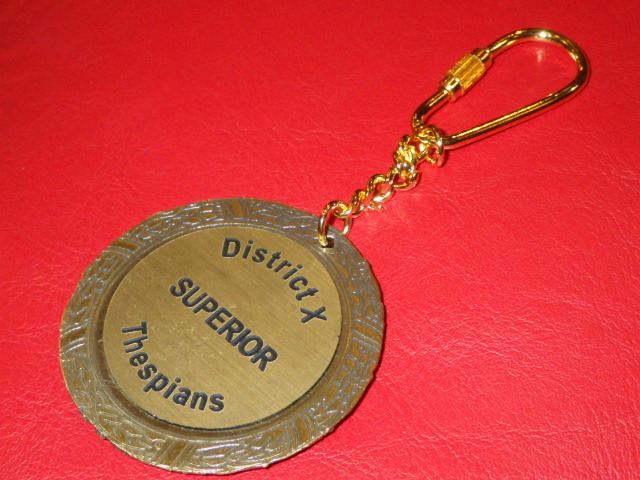 District X
SUPERIOR
Thespians